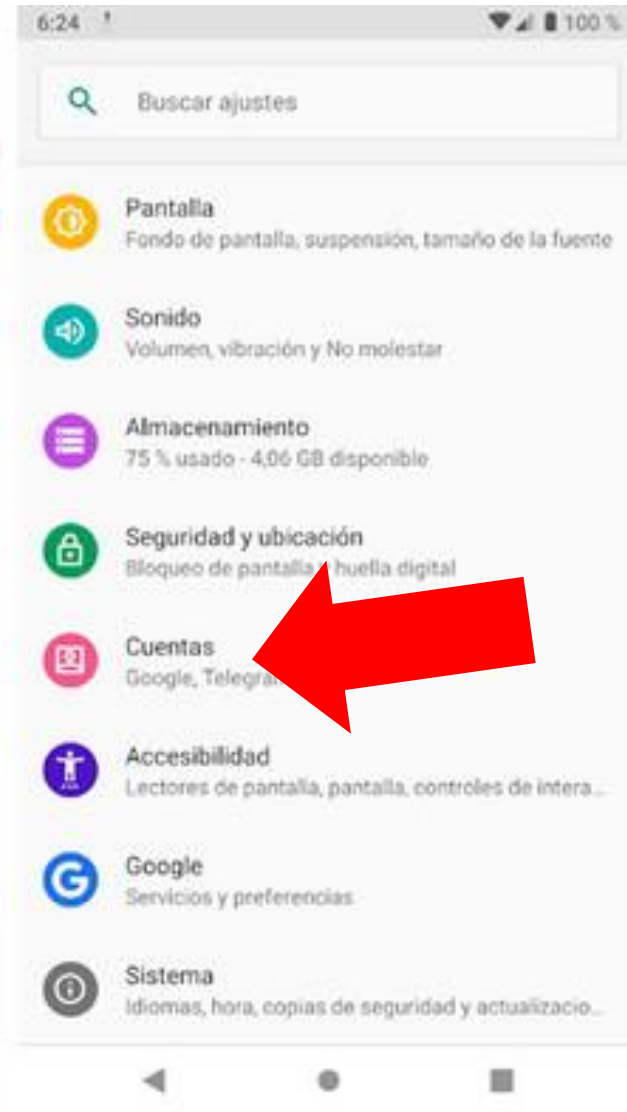 6:24
100 %
Buscar ajustes
Pantalla
Fondo de pantalla, suspensión, tamaño de la fuente
Sonido
Volumen, vibración y No molestar
Almacenamiento
75 % usado - 4,06 GB disponible
Seguridad y ubicación
Bloqueo de pantalla y huella digital
Cuentas
Google,
Accesibilidad
Lectores de pantalla, pantalla, controles de intera...
Google
Servicios y preferencias
Sistema
Idiomas, hora, copias de seguridad y actualizacio...